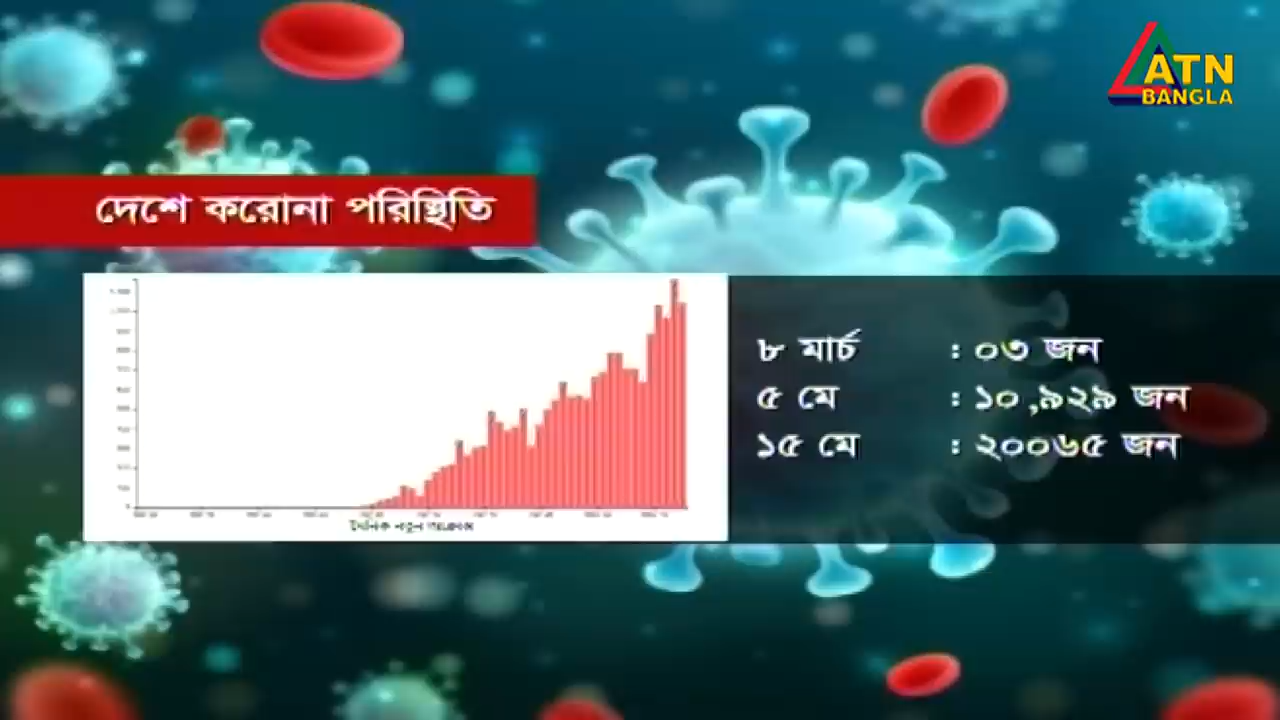 ATN
BANGLA
দেশে করোনা পরিস্থিতি
৮ মার্চ : ০৩ জন
৫ মে : ১০,৯২৯ জন
১৫ মে : ২০০৬৫ জন